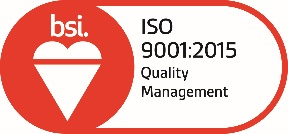 bsi.
ISO
9001:2015
Quality
Management